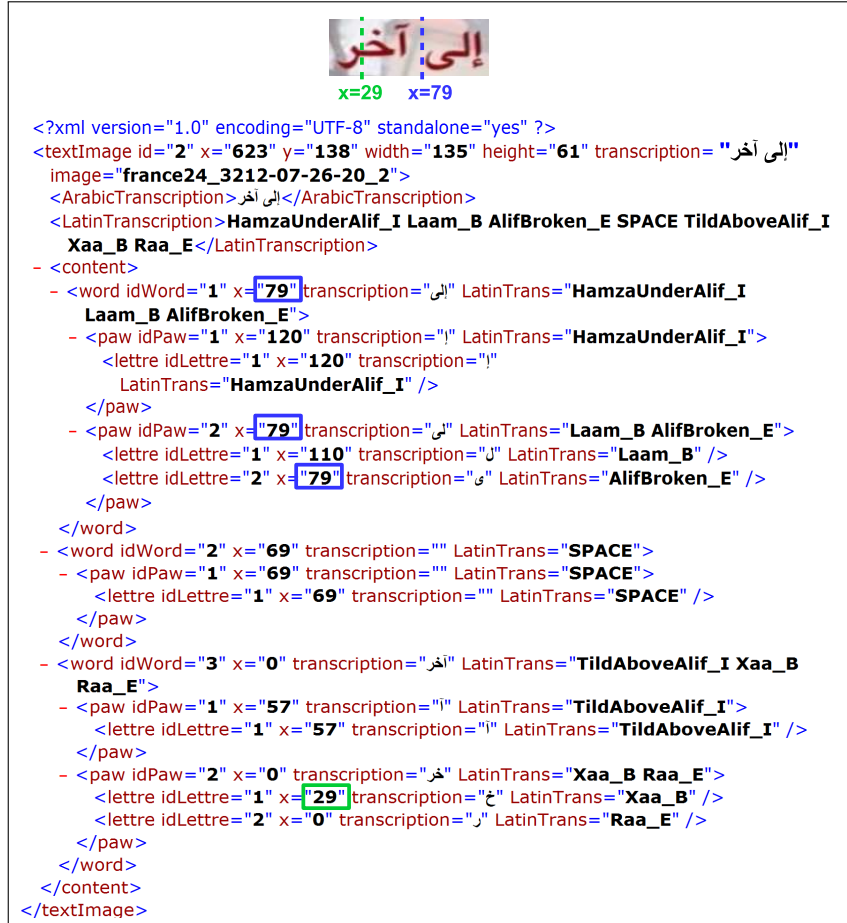 إلى آخر
x=29 x=79
<?xml version="1.0" encoding="UTF-8" standalone="yes" ?>
<textImage id="2" x="623" y="138" width="135" height="61" transcription= "إلى آخر"
image="france24_3212-07-26-20_2">
<ArabicTranscription>إلى آخر</ArabicTranscription>
<LatinTranscription>HamzaUnderAlif_I Laam_B AlifBroken_E SPACE TildAboveAlif_I
Xaa_B Raa_E</LatinTranscription>
– <content>
– <word idWord="1" x="79" transcription="إلى" LatinTrans="HamzaUnderAlif_I
Laam_B AlifBroken_E">
– <paw idPaw="1" x="120" transcription="إ" LatinTrans="HamzaUnderAlif_I">
<lettre idLettre="1" x="120" transcription="إ"
LatinTrans="HamzaUnderAlif_I" />
</paw>
– <paw idPaw="2" x="79" transcription="لى" LatinTrans="Laam_B AlifBroken_E">
<lettre idLettre="1" x="110" transcription="ل" LatinTrans="Laam_B" />
<lettre idLettre="2" x="79" transcription="ى" LatinTrans="AlifBroken_E" />
</paw>
</word>
– <word idWord="2" x="69" transcription="" LatinTrans="SPACE">
– <paw idPaw="1" x="69" transcription="" LatinTrans="SPACE">
<lettre idLettre="1" x="69" transcription="" LatinTrans="SPACE" />
</paw>
</word>
– <word idWord="3" x="0" transcription="آخر" LatinTrans="TildAboveAlif_I Xaa_B
Raa_E">
– <paw idPaw="1" x="57" transcription="آ" LatinTrans="TildAboveAlif_I">
<lettre idLettre="1" x="57" transcription="آ" LatinTrans="TildAboveAlif_I" />
</paw>
– <paw idPaw="2" x="0" transcription="خر" LatinTrans="Xaa_B Raa_E">
<lettre idLettre="1" x="29" transcription="خ" LatinTrans="Xaa_B" />
<lettre idLettre="2" x="0" transcription="ر" LatinTrans="Raa_E" />
</paw>
</word>
</content>
</textImage>